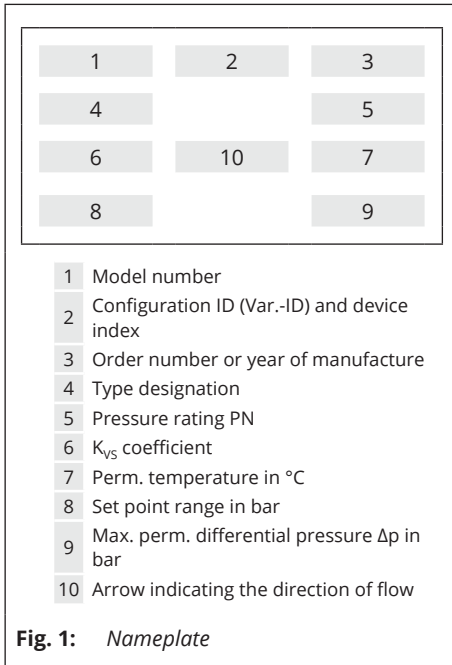 1 2 3
4 5
6 10 7
8 9
1 Model number
2 Configuration ID (Var.-ID) and device
index
3 Order number or year of manufacture
4 Type designation
5 Pressure rating PN
6 KVS coefficient
7 Perm. temperature in °C
8 Set point range in bar
9 Max. perm. differential pressure Δp in
bar
10 Arrow indicating the direction of flow
Fig. 1: Nameplate